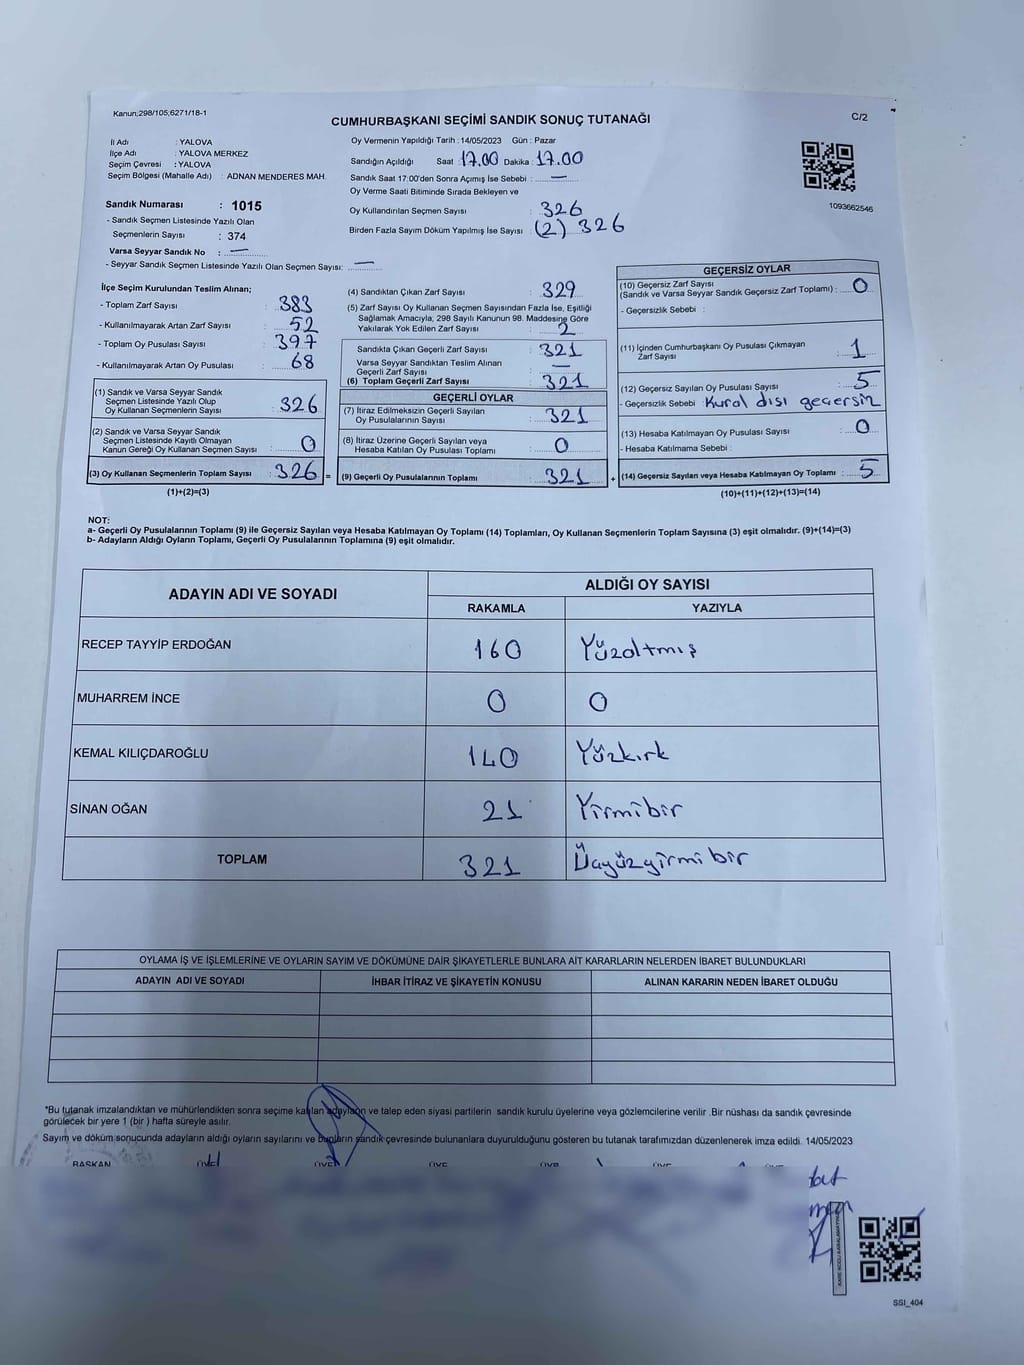 Kanun;298/105;6271/18-1
CUMHURBAŞKANI SEÇİMİ SANDIK SONUÇ TUTANAĞI
C/2
İl Adı : YALOVA
İlçe Adı : YALOVA MERKEZ
Seçim Çevresi : YALOVA
Seçim Bölgesi (Mahalle Adı) : ADNAN MENDERES MAH.
Oy Vermenin Yapıldığı Tarih : 14/05/2023 Gün : Pazar
Sandığın Açıldığı Saat : 17.00 Dakika : 17.00
Sandık Saat 17:00'den Sonra Açımış İse Sebebi : —
Oy Verme Saati Bitiminde Sırada Bekleyen ve
Oy Kullandırılan Seçmen Sayısı : 326
Birden Fazla Sayım Döküm Yapılmış İse Sayısı : (2) 326
1093662546
Sandık Numarası : 1015
- Sandık Seçmen Listesinde Yazılı Olan
Seçmenlerin Sayısı : 374
Varsa Seyyar Sandık No : —
- Seyyar Sandık Seçmen Listesinde Yazılı Olan Seçmen Sayısı: —
İlçe Seçim Kurulundan Teslim Alınan;
- Toplam Zarf Sayısı : 383
- Kullanılmayarak Artan Zarf Sayısı : 52
- Toplam Oy Pusulası Sayısı : 397
- Kullanılmayarak Artan Oy Pusulası : 68
(1) Sandık ve Varsa Seyyar Sandık
Seçmen Listesinde Yazılı Olup
Oy Kullanan Seçmenlerin Sayısı : 326
(2) Sandık ve Varsa Seyyar Sandık
Seçmen Listesinde Kayıtlı Olmayan
Kanun Gereği Oy Kullanan Seçmen Sayısı : 0
(3) Oy Kullanan Seçmenlerin Toplam Sayısı : 326
(1)+(2)=(3)
(4) Sandıktan Çıkan Zarf Sayısı : 329
(5) Zarf Sayısı Oy Kullanan Seçmen Sayısından Fazla İse, Eşitliği
Sağlamak Amacıyla, 298 Sayılı Kanunun 98. Maddesine Göre
Yakılarak Yok Edilen Zarf Sayısı : 2
Sandıkta Çıkan Geçerli Zarf Sayısı : 321
Varsa Seyyar Sandıktan Teslim Alınan
Geçerli Zarf Sayısı : —
(6) Toplam Geçerli Zarf Sayısı : 321
GEÇERLİ OYLAR
(7) İtiraz Edilmeksizin Geçerli Sayılan
Oy Pusulalarının Sayısı : 321
(8) İtiraz Üzerine Geçerli Sayılan veya
Hesaba Katılan Oy Pusulası Toplamı : 0
= (9) Geçerli Oy Pusulalarının Toplamı : 321
GEÇERSİZ OYLAR
(10) Geçersiz Zarf Sayısı
(Sandık ve Varsa Seyyar Sandık Geçersiz Zarf Toplamı) : 0
- Geçersizlik Sebebi :
(11) İçinden Cumhurbaşkanı Oy Pusulası Çıkmayan
Zarf Sayısı : 1
(12) Geçersiz Sayılan Oy Pusulası Sayısı : 5
- Geçersizlik Sebebi : Kural dışı geçersiz
(13) Hesaba Katılmayan Oy Pusulası Sayısı : 0
- Hesaba Katılmama Sebebi :
+ (14) Geçersiz Sayılan veya Hesaba Katılmayan Oy Toplamı : 5
(10)+(11)+(12)+(13)=(14)
NOT:
a- Geçerli Oy Pusulalarının Toplamı (9) ile Geçersiz Sayılan veya Hesaba Katılmayan Oy Toplamı (14) Toplamları, Oy Kullanan Seçmenlerin Toplam Sayısına (3) eşit olmalıdır. (9)+(14)=(3)
b- Adayların Aldığı Oyların Toplamı, Geçerli Oy Pusulalarının Toplamına (9) eşit olmalıdır.
ADAYIN ADI VE SOYADI
ALDIĞI OY SAYISI
RAKAMLA YAZIYLA
RECEP TAYYİP ERDOĞAN 160 Yüzaltmış
MUHARREM İNCE 0 0
KEMAL KILIÇDAROĞLU 140 Yüzkırk
SİNAN OĞAN 21 Yirmibir
TOPLAM 321 Üçyüzyirmibir
OYLAMA İŞ VE İŞLEMLERİNE VE OYLARIN SAYIM VE DÖKÜMÜNE DAİR ŞİKAYETLERLE BUNLARA AİT KARARLARIN NELERDEN İBARET BULUNDUKLARI
ADAYIN ADI VE SOYADI İHBAR İTİRAZ VE ŞİKAYETİN KONUSU ALINAN KARARIN NEDEN İBARET OLDUĞU
*Bu tutanak imzalandıktan ve mühürlendikten sonra seçime katılan adayların ve talep eden siyasi partilerin sandık kurulu üyelerine veya gözlemcilerine verilir .Bir nüshası da sandık çevresinde
görülecek bir yere 1 (bir ) hafta süreyle asılır.
Sayım ve döküm sonucunda adayların aldığı oyların sayılarını ve bunların sandık çevresinde bulunanlara duyurulduğunu gösteren bu tutanak tarafımızdan düzenlenerek imza edildi. 14/05/2023
BAŞKAN ÜYE ÜYE ÜYE ÜYE ÜYE ÜYE
SSI_404